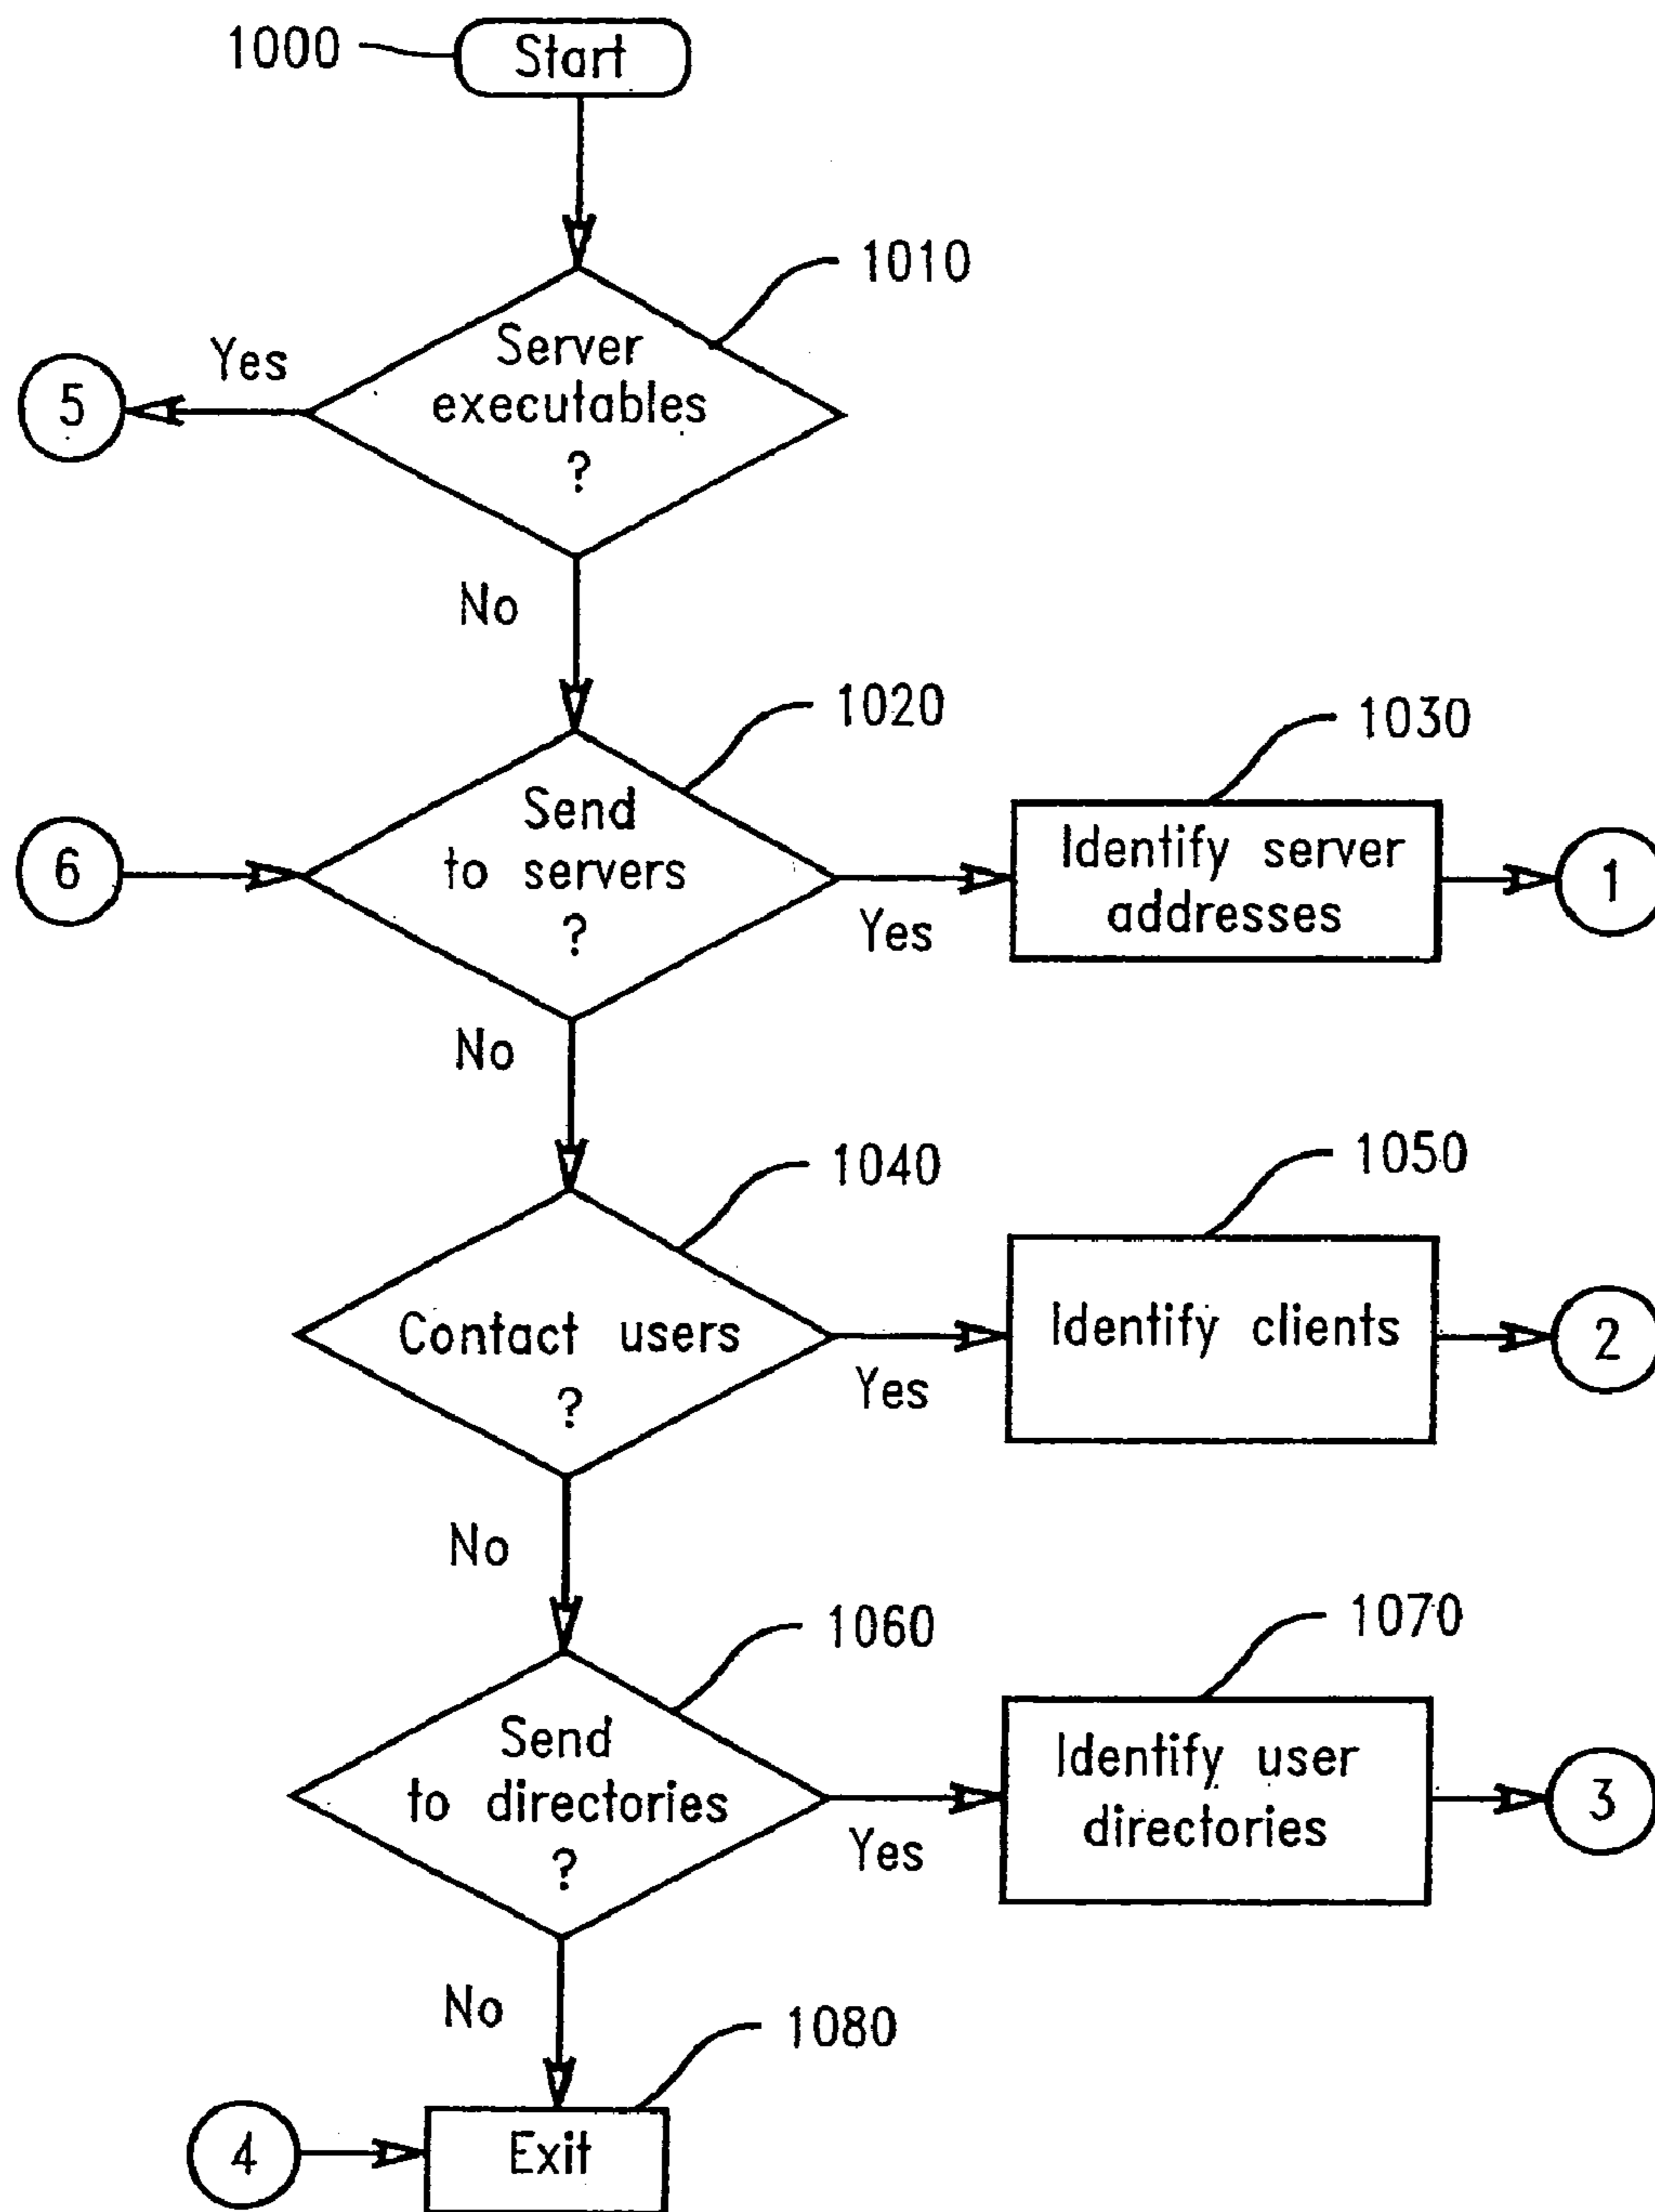 1000
Start
1010
Server
executables
?
Yes
5
No
1020
1030
Send
to servers
?
6
Yes
Identify server
addresses
1
No
1040
1050
Contact users
?
Yes
Identify clients
2
No
1060
1070
Send
to directories
?
Yes
Identify user
directories
3
No
1080
4
Exit